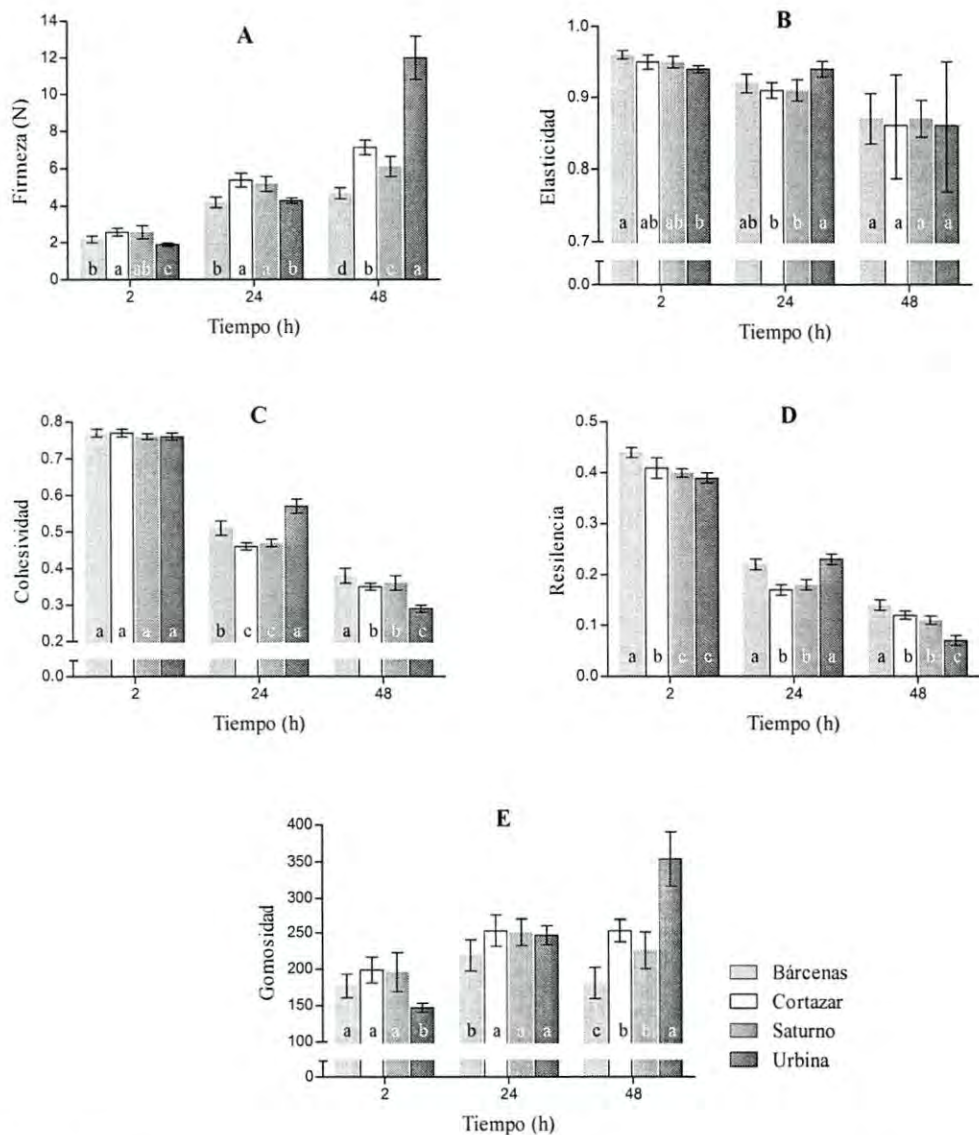 A
Firmeza (N)
14
12
10
8
6
4
2
0
b a ab c
b a a b
d b c a
2 24 48
Tiempo (h)
B
Elasticidad
1.0
0.9
0.8
0.7
0.0
a ab ab b
ab b b a
a a a a
2 24 48
Tiempo (h)
C
Cohesividad
0.8
0.7
0.6
0.5
0.4
0.3
0.2
0.0
a a a a
b c c a
a b b c
2 24 48
Tiempo (h)
D
Resilencia
0.5
0.4
0.3
0.2
0.1
0.0
a b c c
a b b a
a b b c
2 24 48
Tiempo (h)
E
Gomosidad
400
350
300
250
200
150
100
0
a a a b
b a a a
c b b a
2 24 48
Tiempo (h)
Bárcenas
Cortazar
Saturno
Urbina